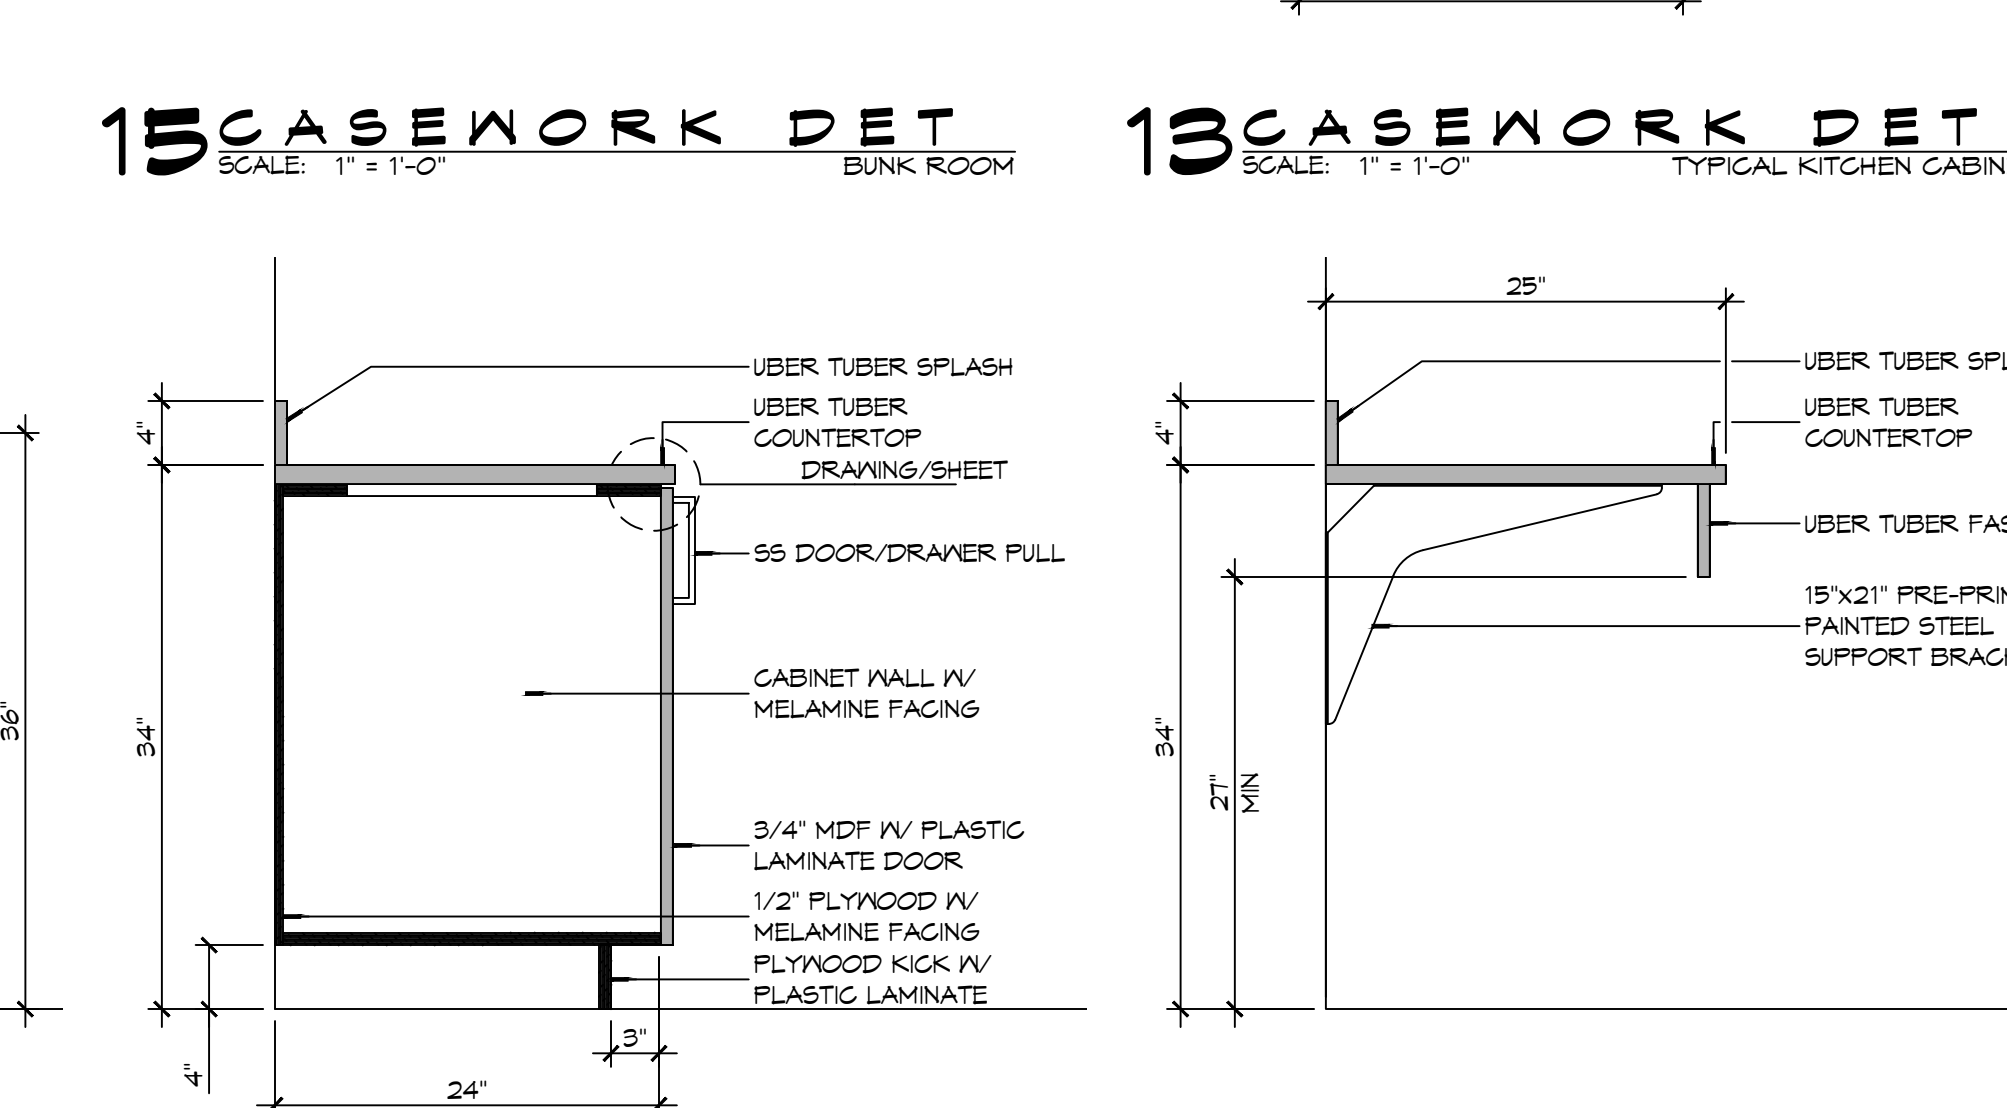 15 CASEWORK DET
SCALE: 1" = 1'-0" BUNK ROOM
13 CASEWORK DET
SCALE: 1" = 1'-0" TYPICAL KITCHEN CABIN
36"
4"
34"
4"
UBER TUBER SPLASH
UBER TUBER
COUNTERTOP
DRAWING/SHEET
SS DOOR/DRAWER PULL
CABINET WALL W/
MELAMINE FACING
3/4" MDF W/ PLASTIC
LAMINATE DOOR
1/2" PLYWOOD W/
MELAMINE FACING
PLYWOOD KICK W/
PLASTIC LAMINATE
3"
24"
25"
4"
34"
27"
MIN
UBER TUBER SPL
UBER TUBER
COUNTERTOP
UBER TUBER FAS
15"x21" PRE-PRI
PAINTED STEEL
SUPPORT BRAC